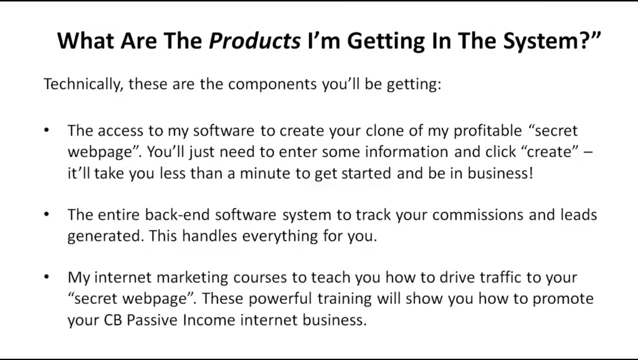 What Are The Products I'm Getting In The System?”
Technically, these are the components you'll be getting:
• The access to my software to create your clone of my profitable “secret
webpage”. You'll just need to enter some information and click “create” –
it'll take you less than a minute to get started and be in business!
• The entire back-end software system to track your commissions and leads
generated. This handles everything for you.
• My internet marketing courses to teach you how to drive traffic to your
“secret webpage”. These powerful training will show you how to promote
your CB Passive Income internet business.